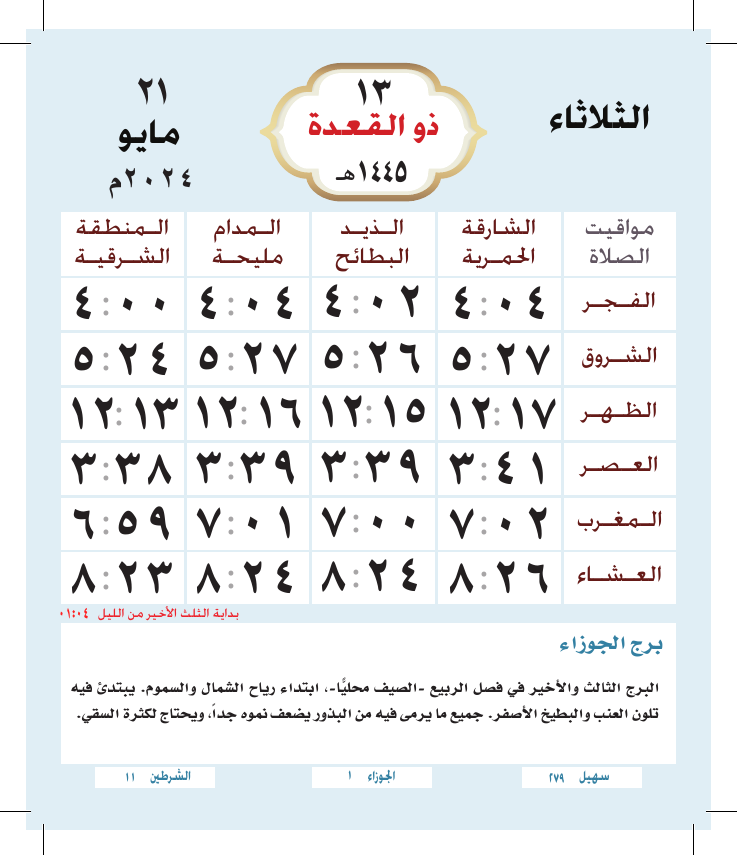 الثلاثاء
١٣
ذو القعدة
١٤٤٥هـ
٢١
مايو
٢٠٢٤م
مواقيت الصلاة الشارقة الحمرية الذيد البطائح المدام مليحة المنطقة الشرقية
الفجر ٤:٠٤ ٤:٠٢ ٤:٠٤ ٤:٠٠
الشروق ٥:٢٧ ٥:٢٦ ٥:٢٧ ٥:٢٤
الظهر ١٢:١٧ ١٢:١٥ ١٢:١٦ ١٢:١٣
العصر ٣:٤١ ٣:٣٩ ٣:٣٩ ٣:٣٨
المغرب ٧:٠٢ ٧:٠٠ ٧:٠١ ٦:٥٩
العشاء ٨:٢٦ ٨:٢٤ ٨:٢٤ ٨:٢٣
بداية الثلث الأخير من الليل ٠١:٠٤
برج الجوزاء
البرج الثالث والأخير في فصل الربيع -الصيف محليًّا-، ابتداء رياح الشمال والسموم. يبتدئ فيه
تلون العنب والبطيخ الأصفر. جميع ما يرمى فيه من البذور يضعف نموه جداً، ويحتاج لكثرة السقي.
سهيل ٢٧٩
الجوزاء ١
الشرطين ١١